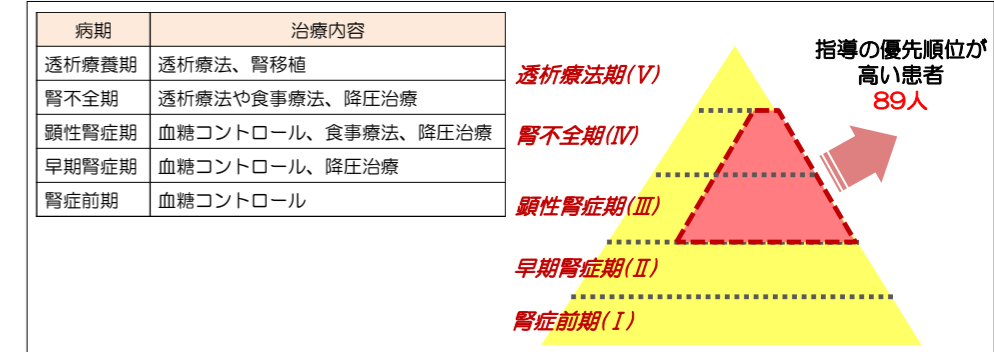 病期 治療内容
透析療養期 透析療法、腎移植
腎不全期 透析療法や食事療法、降圧治療
顕性腎症期 血糖コントロール、食事療法、降圧治療
早期腎症期 血糖コントロール、降圧治療
腎症前期 血糖コントロール
透析療法期(Ⅴ)
腎不全期(Ⅳ)
顕性腎症期(Ⅲ)
早期腎症期(Ⅱ)
腎症前期(Ⅰ)
指導の優先順位が
高い患者
89人